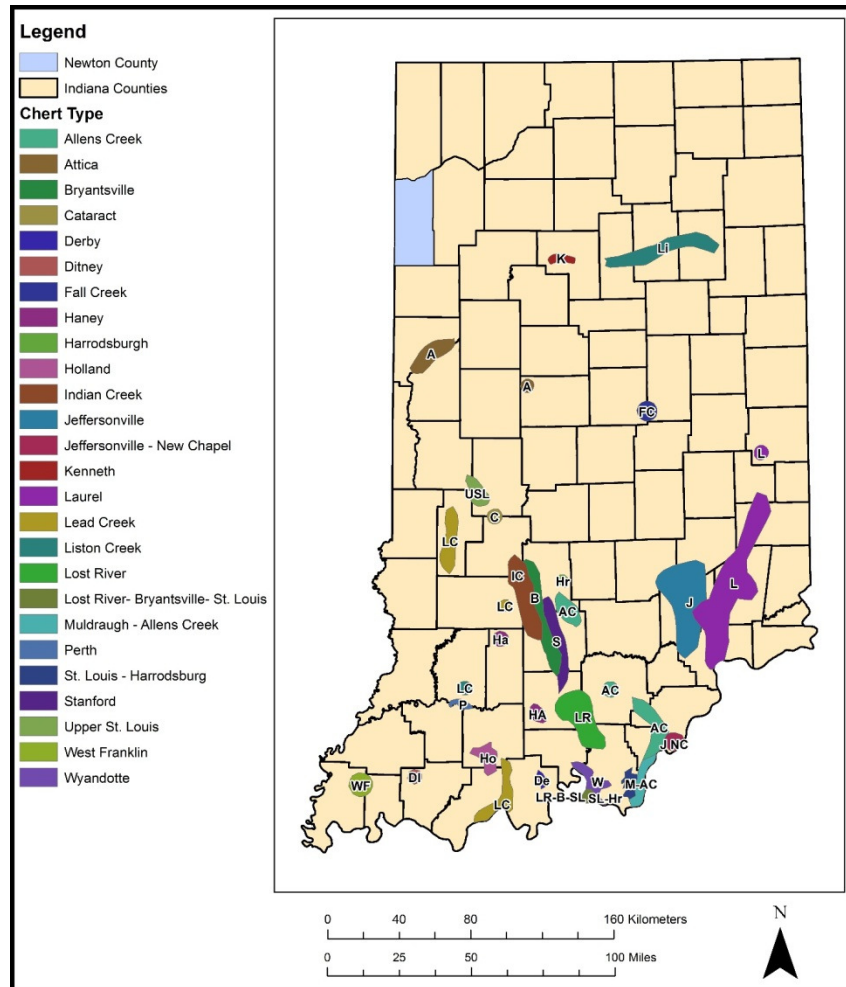 Legend
Newton County
Indiana Counties
Chert Type
Allens Creek
Attica
Bryantsville
Cataract
Derby
Ditney
Fall Creek
Haney
Harrodsburgh
Holland
Indian Creek
Jeffersonville
Jeffersonville - New Chapel
Kenneth
Laurel
Lead Creek
Liston Creek
Lost River
Lost River- Bryantsville- St. Louis
Muldraugh - Allens Creek
Perth
St. Louis - Harrodsburg
Stanford
Upper St. Louis
West Franklin
Wyandotte
Li
K
A
A
FC
L
USL
C
LC
IC
Hr
B
LC
AC
J
L
Ha
S
LC
AC
P
HA
LR
AC
J NC
Ho
WF
DI
De
W
M-AC
LC
LR-B-SL
SL-Hr
0 40 80 160 Kilometers
0 25 50 100 Miles
N